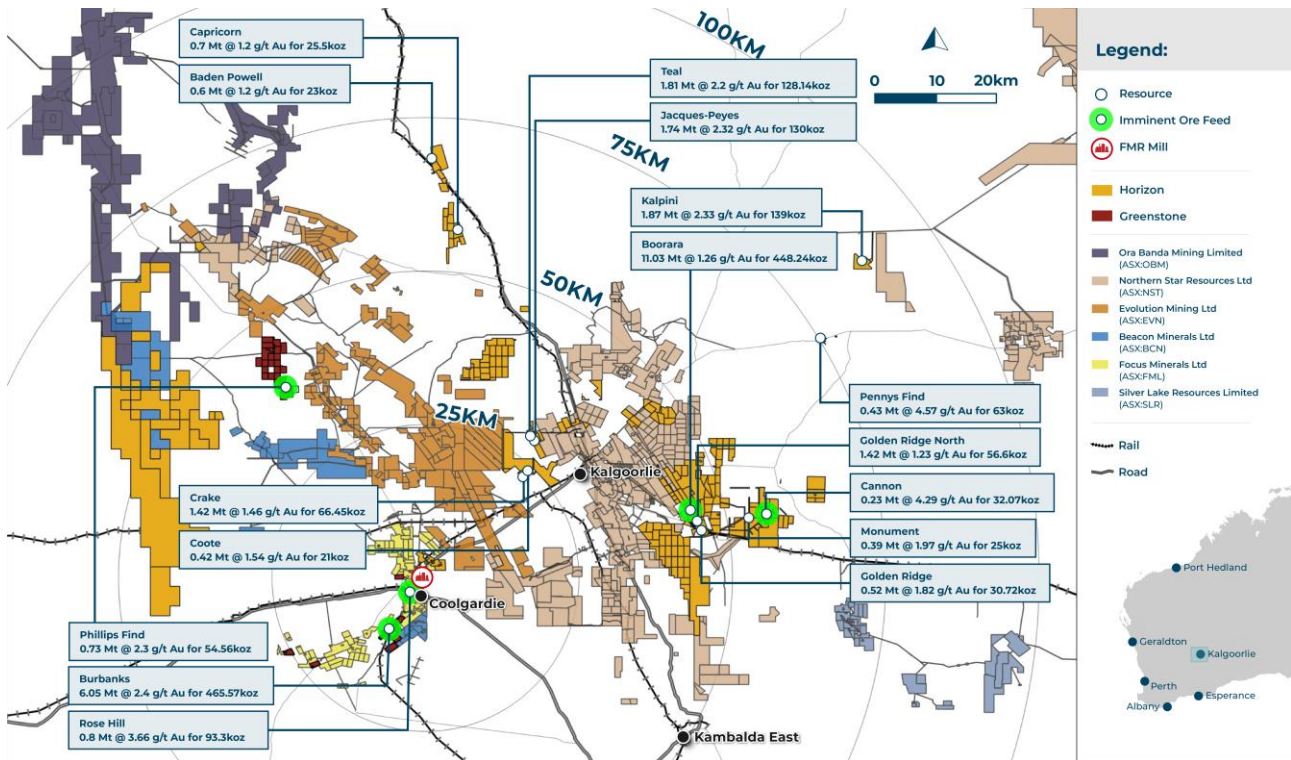 Capricorn
0.7 Mt @ 1.2 g/t Au for 25.5koz
Baden Powell
0.6 Mt @ 1.2 g/t Au for 23koz
100KM
75KM
50KM
25KM
0 10 20km
Teal
1.81 Mt @ 2.2 g/t Au for 128.14koz
Jacques-Peyes
1.74 Mt @ 2.32 g/t Au for 130koz
Kalpini
1.87 Mt @ 2.33 g/t Au for 139koz
Boorara
11.03 Mt @ 1.26 g/t Au for 448.24koz
Pennys Find
0.43 Mt @ 4.57 g/t Au for 63koz
Golden Ridge North
1.42 Mt @ 1.23 g/t Au for 56.6koz
Cannon
0.23 Mt @ 4.29 g/t Au for 32.07koz
Monument
0.39 Mt @ 1.97 g/t Au for 25koz
Golden Ridge
0.52 Mt @ 1.82 g/t Au for 30.72koz
Kalgoorlie
Crake
1.42 Mt @ 1.46 g/t Au for 66.45koz
Coote
0.42 Mt @ 1.54 g/t Au for 21koz
Coolgardie
Phillips Find
0.73 Mt @ 2.3 g/t Au for 54.56koz
Burbanks
6.05 Mt @ 2.4 g/t Au for 465.57koz
Rose Hill
0.8 Mt @ 3.66 g/t Au for 93.3koz
Kambalda East
Legend:
Resource
Imminent Ore Feed
FMR Mill
Horizon
Greenstone
Ora Banda Mining Limited
(ASX:OBM)
Northern Star Resources Ltd
(ASX:NST)
Evolution Mining Ltd
(ASX:EVN)
Beacon Minerals Ltd
(ASX:BCN)
Focus Minerals Ltd
(ASX:FML)
Silver Lake Resources Limited
(ASX:SLR)
Rail
Road
Port Hedland
Geraldton
Kalgoorlie
Perth
Esperance
Albany